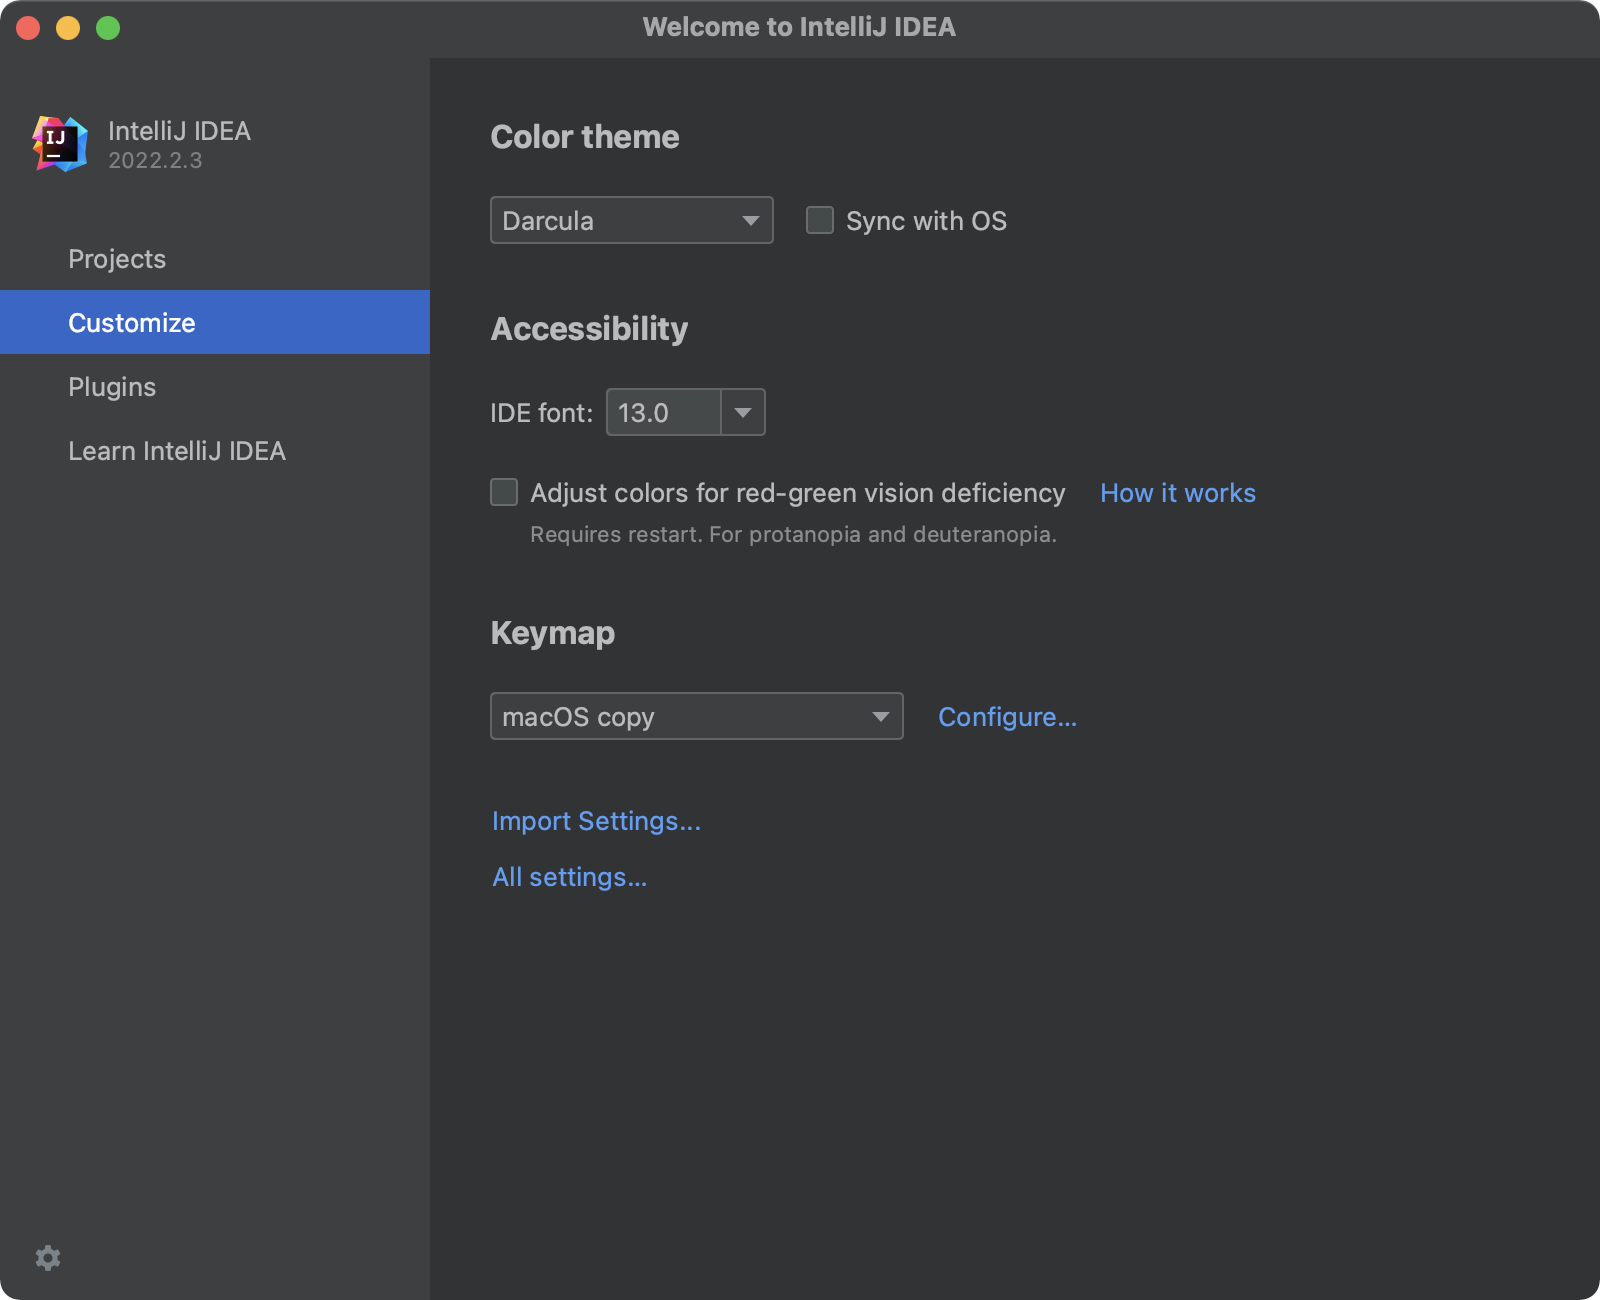 Welcome to IntelliJ IDEA
IJ
IntelliJ IDEA
2022.2.3
Projects
Customize
Plugins
Learn IntelliJ IDEA
Color theme
Darcula
Sync with OS
Accessibility
IDE font: 13.0
Adjust colors for red-green vision deficiency How it works
Requires restart. For protanopia and deuteranopia.
Keymap
macOS copy Configure...
Import Settings...
All settings...